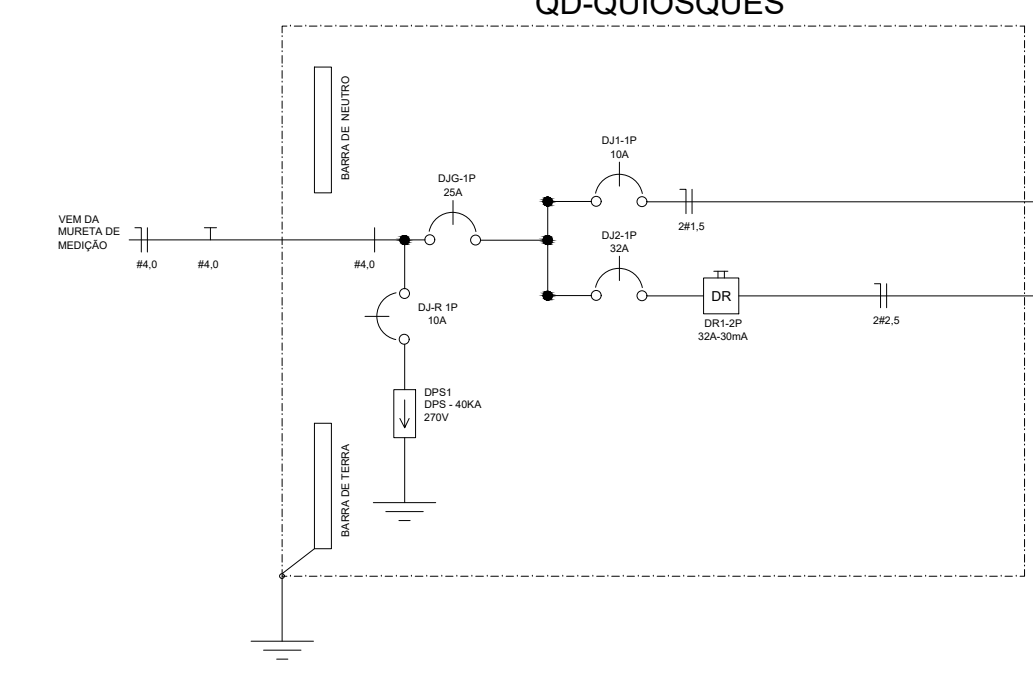 QD-QUIOSQUES
BARRA DE NEUTRO
DJ1-1P
10A
DJG-1P
25A
2#1,5
VEM DA
MURETA DE
MEDIÇÃO
#4,0
#4,0
#4,0
DJ2-1P
32A
DR
DR1-2P
32A-30mA
2#2,5
DJ-R 1P
10A
DPS1
DPS - 40KA
270V
BARRA DE TERRA